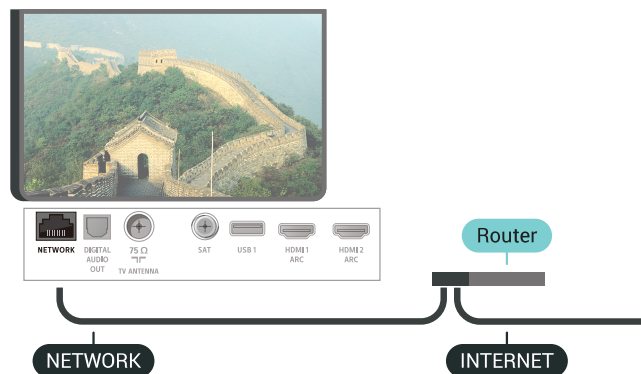 NETWORK
DIGITAL
AUDIO
OUT
75 Ω
TV ANTENNA
SAT
USB 1
HDMI 1
ARC
HDMI 2
ARC
Router
NETWORK
INTERNET